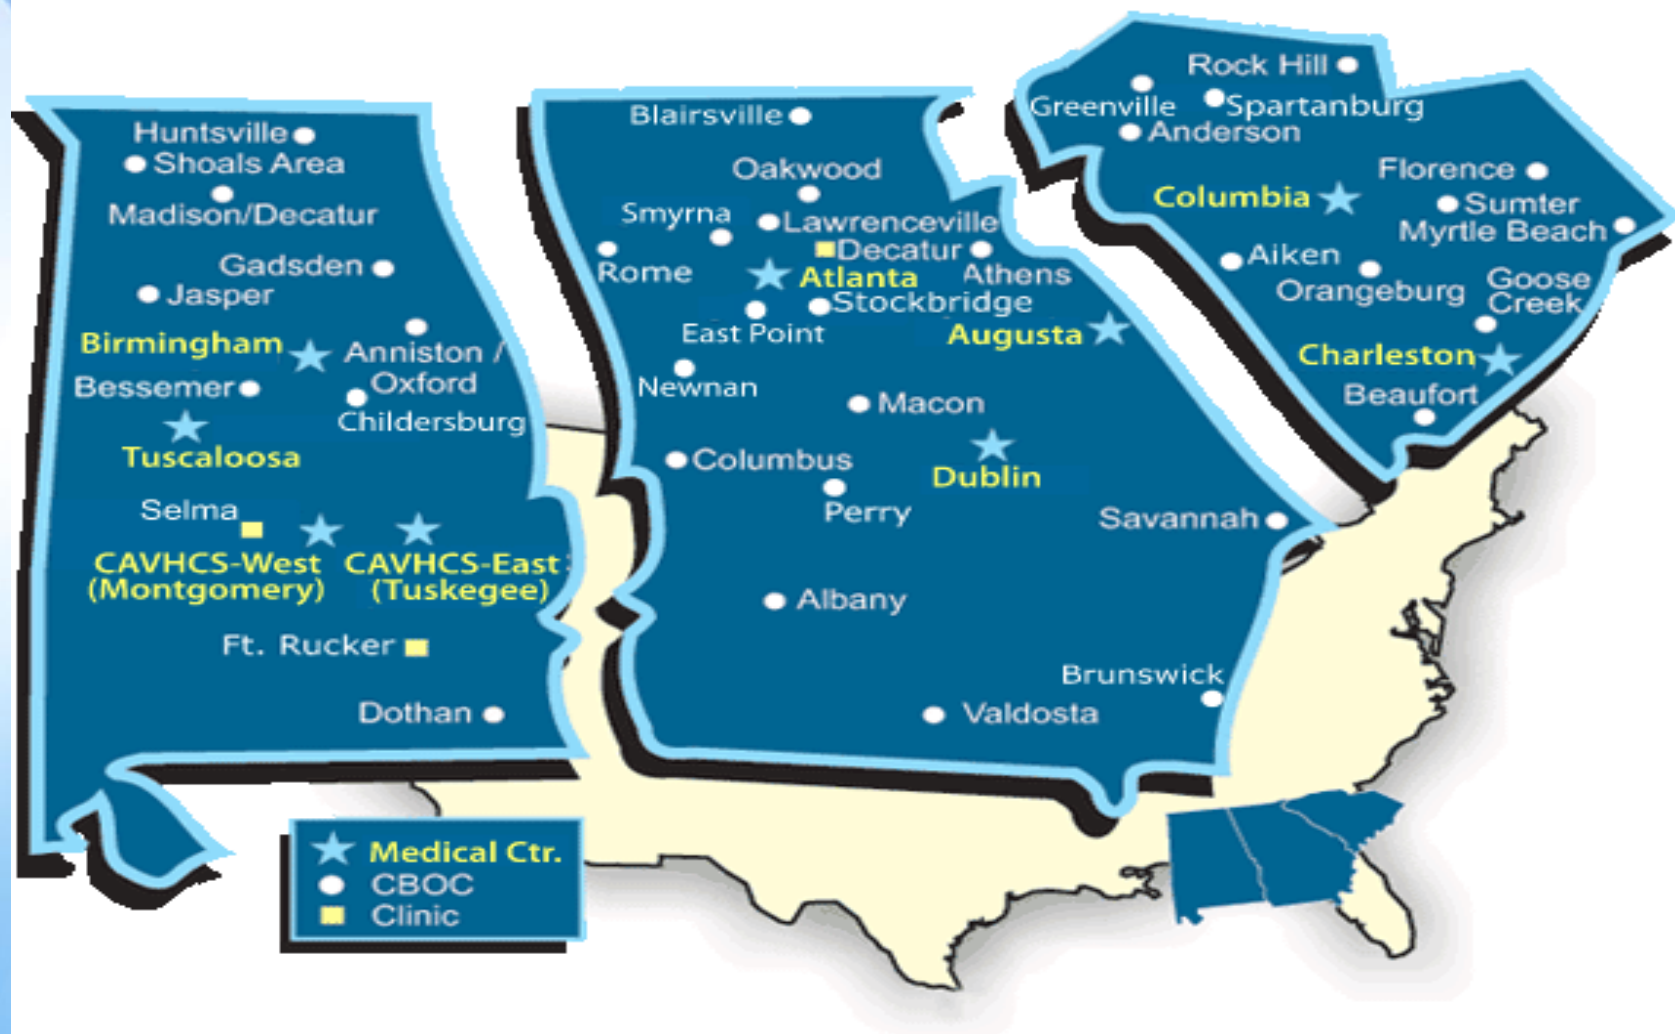 Huntsville
Shoals Area
Madison/Decatur
Gadsden
Jasper
Birmingham
Anniston /
Oxford
Bessemer
Childersburg
Tuscaloosa
Selma
CAVHCS-West
(Montgomery)
CAVHCS-East
(Tuskegee)
Ft. Rucker
Dothan
Blairsville
Oakwood
Smyrna
Lawrenceville
Decatur
Rome
Atlanta
Athens
Stockbridge
East Point
Augusta
Newnan
Macon
Columbus
Dublin
Perry
Savannah
Albany
Brunswick
Valdosta
Rock Hill
Greenville
Spartanburg
Anderson
Florence
Columbia
Sumter
Myrtle Beach
Aiken
Orangeburg
Goose
Creek
Charleston
Beaufort
Medical Ctr.
CBOC
Clinic